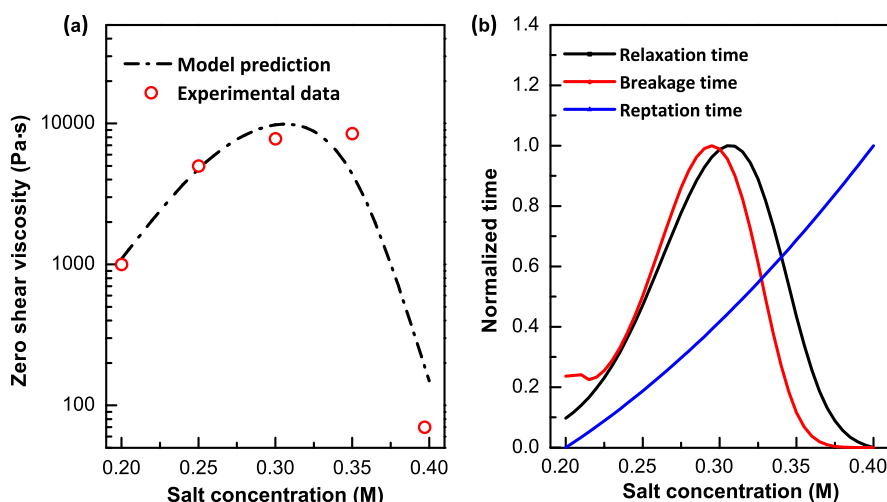 (a)
Model prediction
Experimental data
10000
1000
100
Zero shear viscosity (Pa·s)
0.20 0.25 0.30 0.35 0.40
Salt concentration (M)
(b)
Relaxation time
Breakage time
Reptation time
1.4
1.2
1.0
0.8
0.6
0.4
0.2
0.0
Normalized time
0.20 0.25 0.30 0.35 0.40
Salt concentration (M)